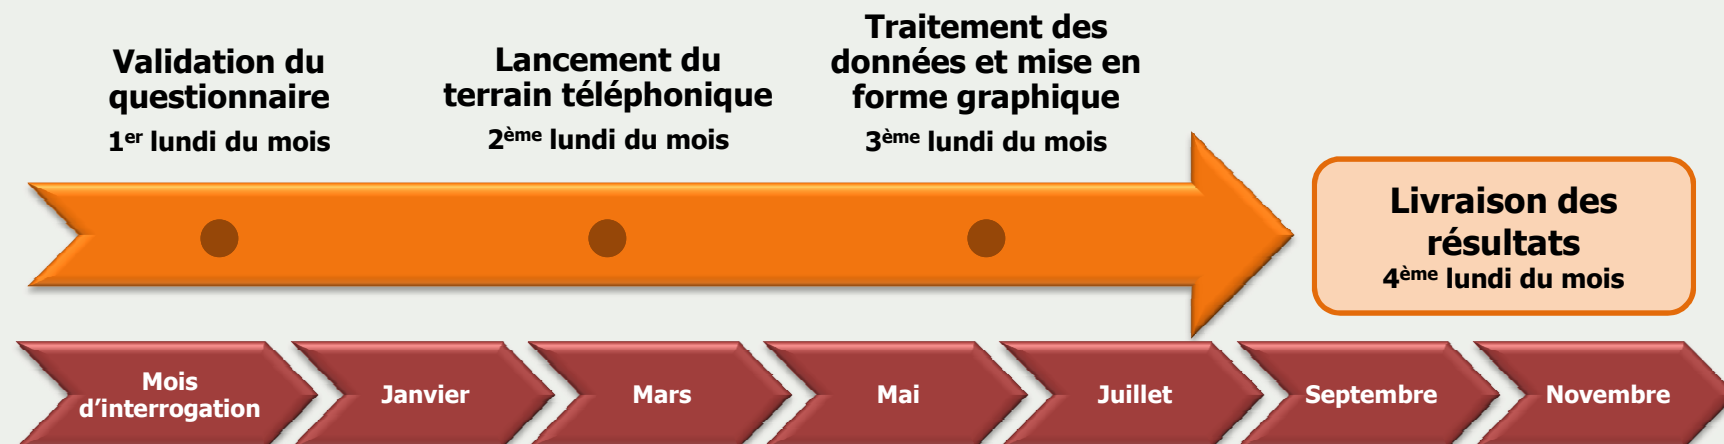 Validation du
questionnaire
1er lundi du mois
Lancement du
terrain téléphonique
2ème lundi du mois
Traitement des
données et mise en
forme graphique
3ème lundi du mois
Livraison des
résultats
4ème lundi du mois
Mois
d’interrogation
Janvier
Mars
Mai
Juillet
Septembre
Novembre